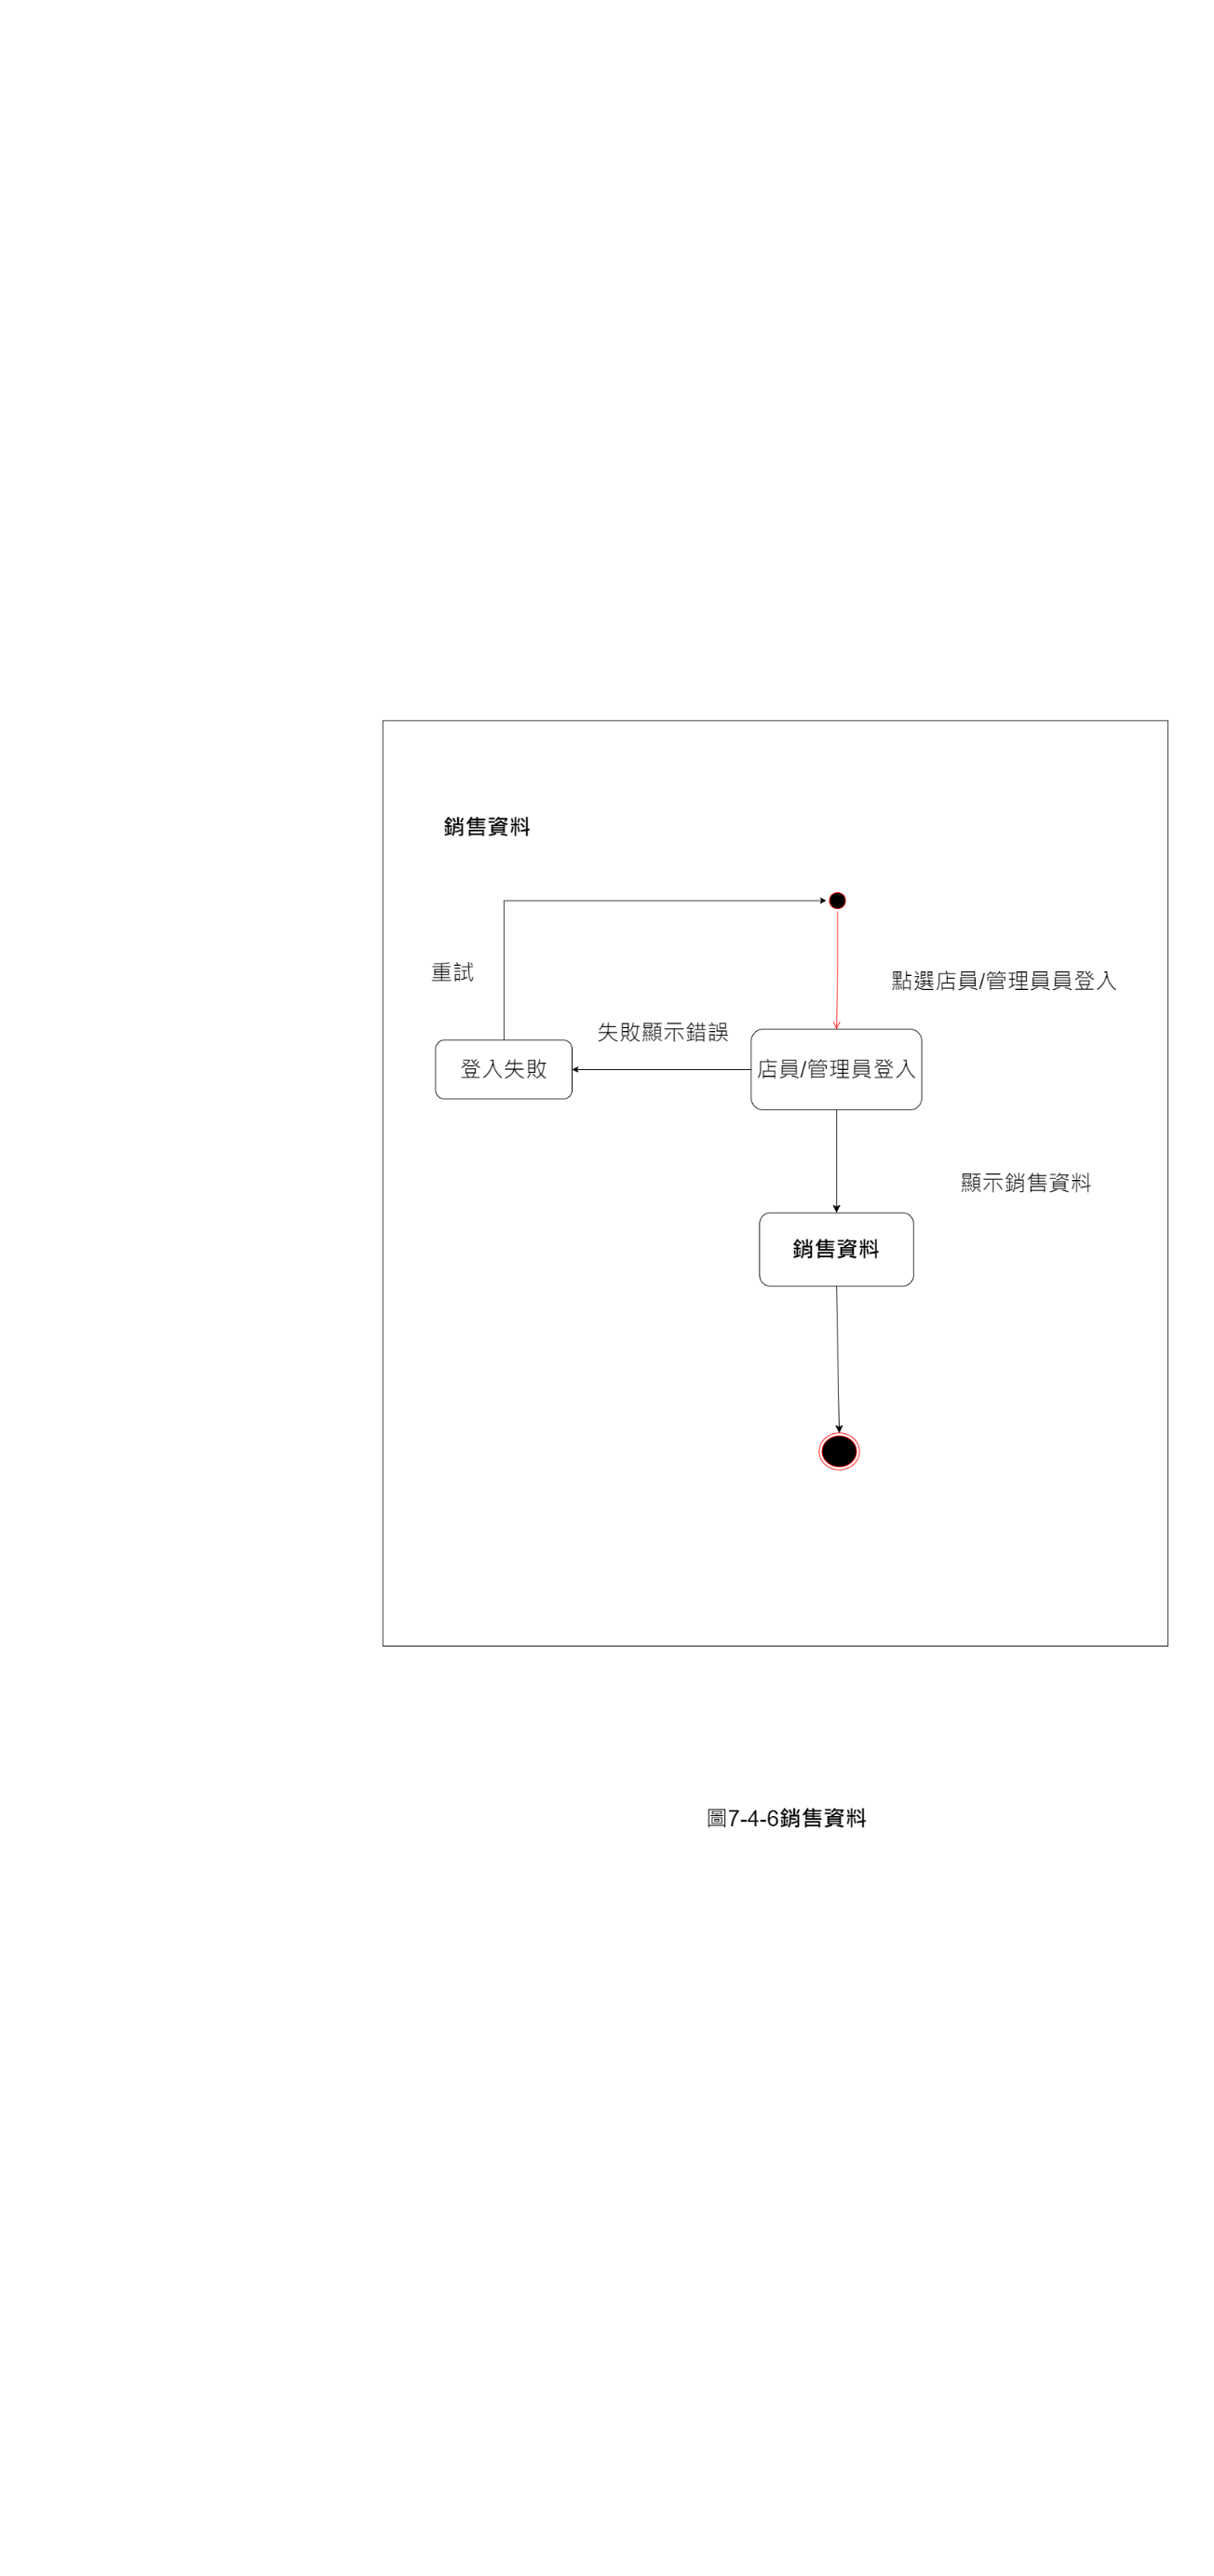 銷售資料
重試
點選店員/管理員員登入
失敗顯示錯誤
登入失敗
店員/管理員登入
顯示銷售資料
銷售資料
圖7-4-6銷售資料